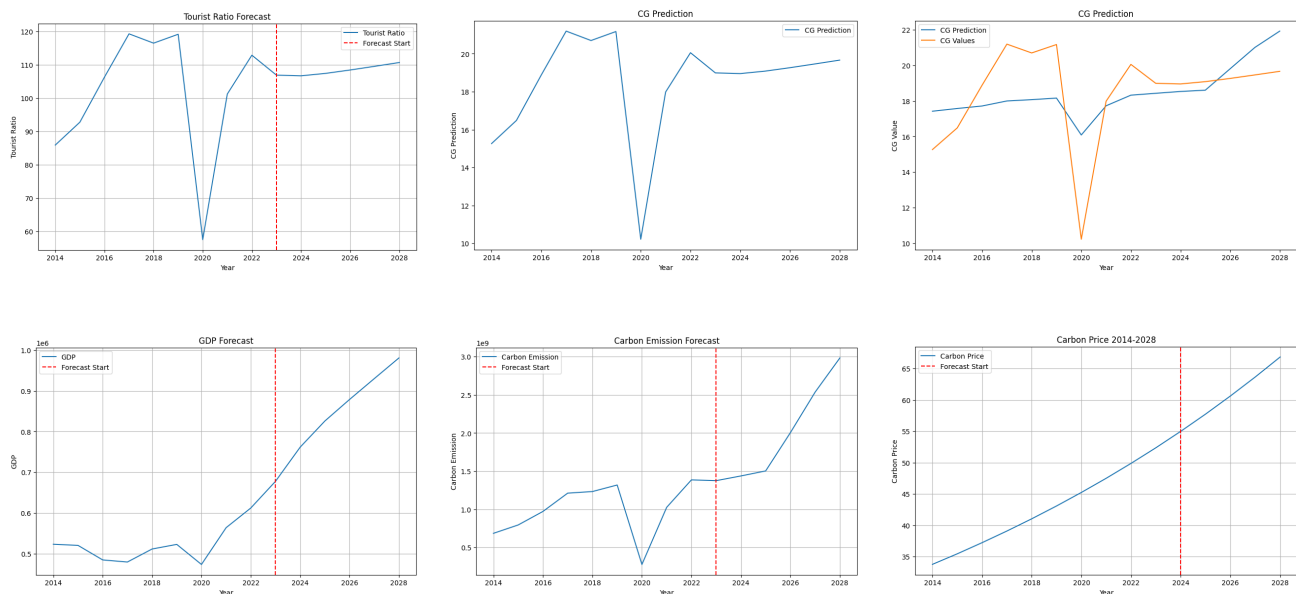 Tourist Ratio Forecast
120
110
100
90
80
70
60
Tourist Ratio
Tourist Ratio
Forecast Start
2014 2016 2018 2020 2022 2024 2026 2028
Year
CG Prediction
20
18
16
14
12
10
CG Prediction
CG Prediction
2014 2016 2018 2020 2022 2024 2026 2028
Year
CG Prediction
22
20
18
16
14
12
10
CG Value
CG Prediction
CG Values
2014 2016 2018 2020 2022 2024 2026 2028
Year
GDP Forecast
1e6
1.0
0.9
0.8
0.7
0.6
0.5
GDP
GDP
Forecast Start
2014 2016 2018 2020 2022 2024 2026 2028
Year
Carbon Emission Forecast
1e9
3.0
2.5
2.0
1.5
1.0
0.5
Carbon Emission
Carbon Emission
Forecast Start
2014 2016 2018 2020 2022 2024 2026 2028
Year
Carbon Price 2014-2028
65
60
55
50
45
40
35
Carbon Price
Carbon Price
Forecast Start
2014 2016 2018 2020 2022 2024 2026 2028
Year